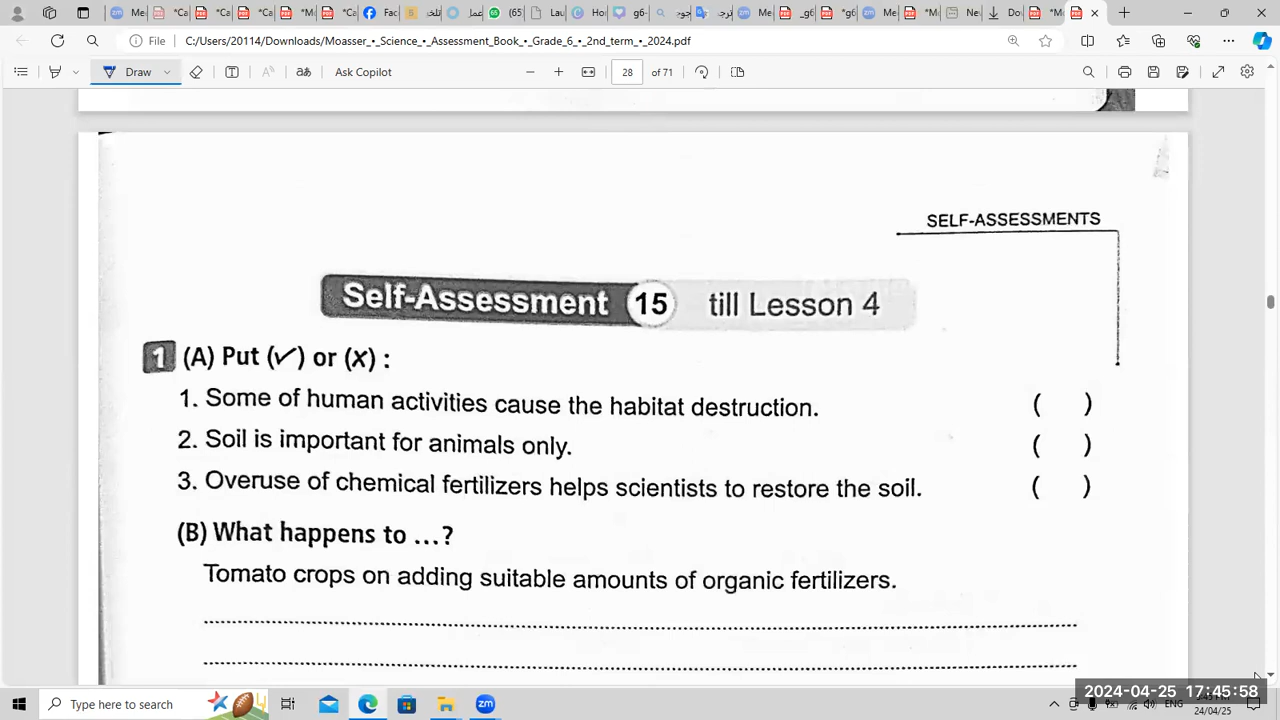 File C:/Users/20114/Downloads/Moasser_•_Science_•_Assessment_Book_•_Grade_6_•_2nd_term_•_2024.pdf
Draw Ask Copilot 28 of 71
SELF-ASSESSMENTS
Self-Assessment 15 till Lesson 4
1 (A) Put (✓) or (x) :
1. Some of human activities cause the habitat destruction. ( )
2. Soil is important for animals only. ( )
3. Overuse of chemical fertilizers helps scientists to restore the soil. ( )
(B) What happens to ...?
Tomato crops on adding suitable amounts of organic fertilizers.
Type here to search
2024-04-25 17:45:58
ENG
24/04/25